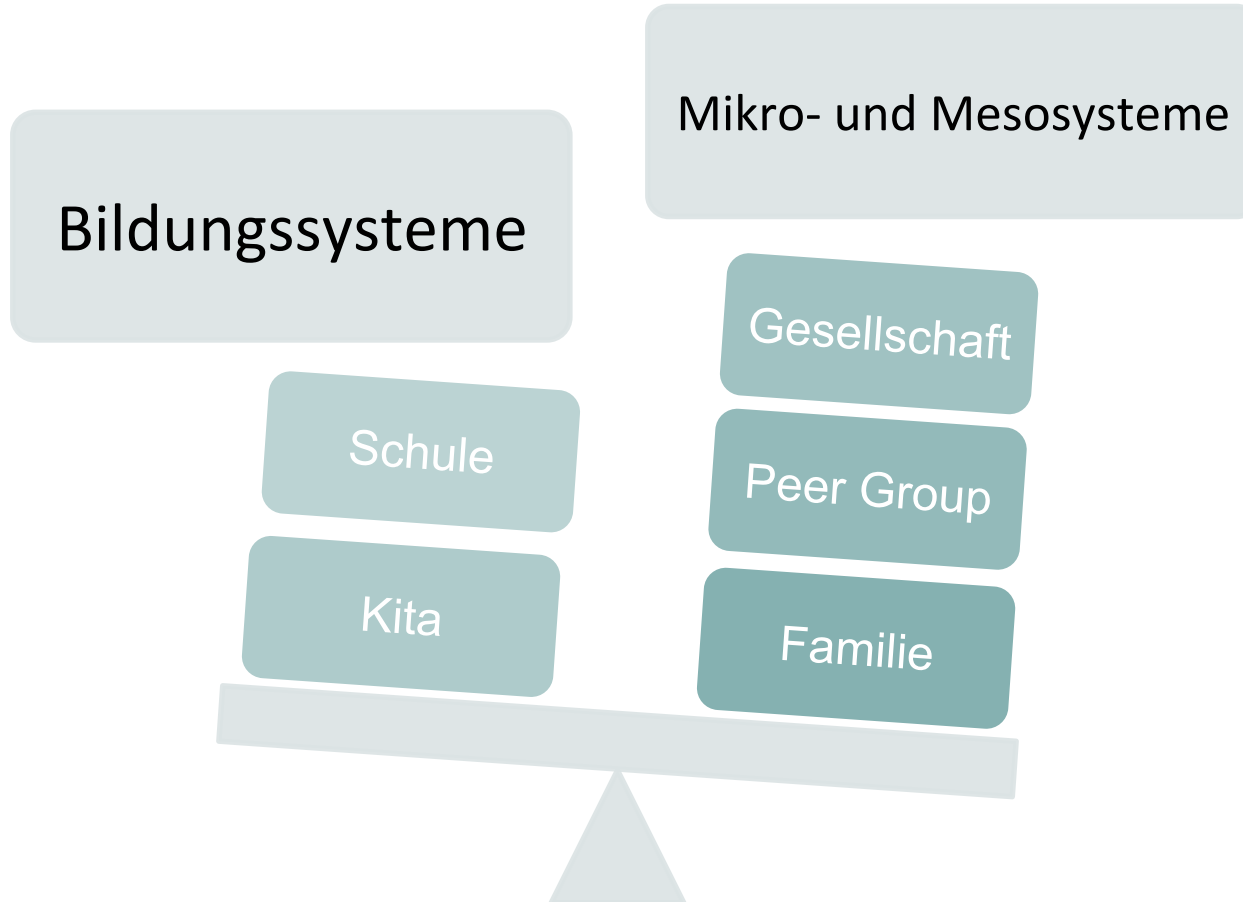 Bildungssysteme
Schule
Kita
Mikro- und Mesosysteme
Gesellschaft
Peer Group
Familie